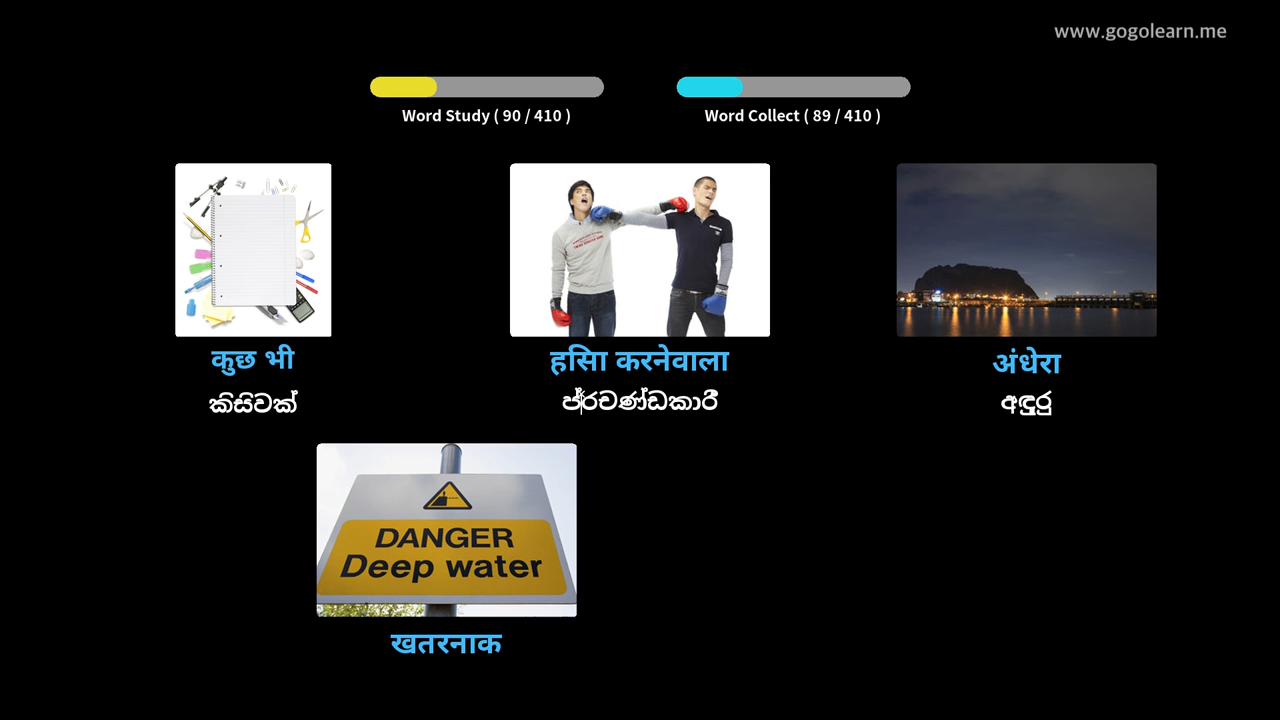 www.gogolearn.me
Word Study ( 90 / 410 )
Word Collect ( 89 / 410 )
कुछ भी
කිසිවක්
हिंसा करनेवाला
ප්රචණ්ඩකාරී
अंधेरा
අඳුරු
DANGER
Deep water
खतरनाक